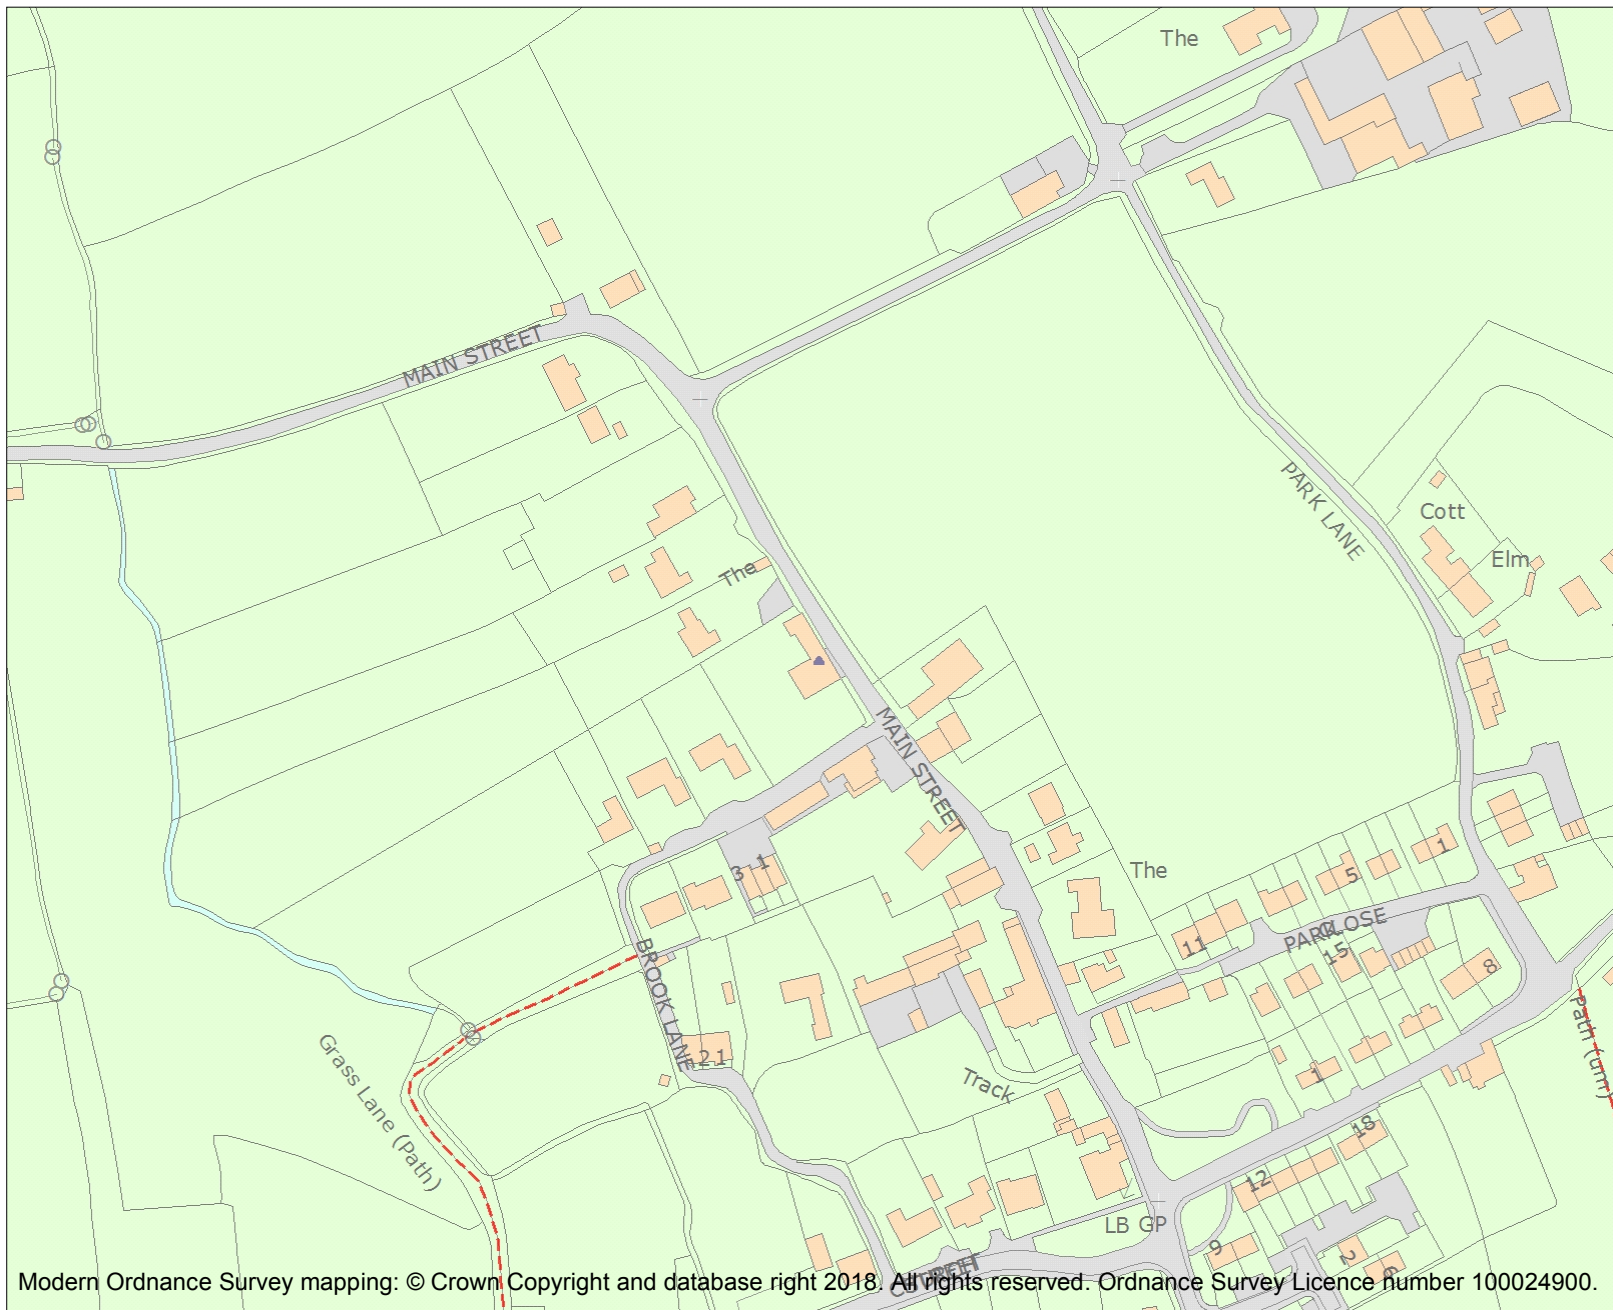 The
MAIN STREET
PARK LANE
Cott
Elm
The
MAIN STREET
The
3
1
5
1
11
PARK
CLOSE
15
8
BROOK LANE
2
1
Grass Lane (Path)
Track
1
Path (um)
18
12
LB GP
9
2
6
STREET
Modern Ordnance Survey mapping: © Crown Copyright and database right 2018. All rights reserved. Ordnance Survey Licence number 100024900.